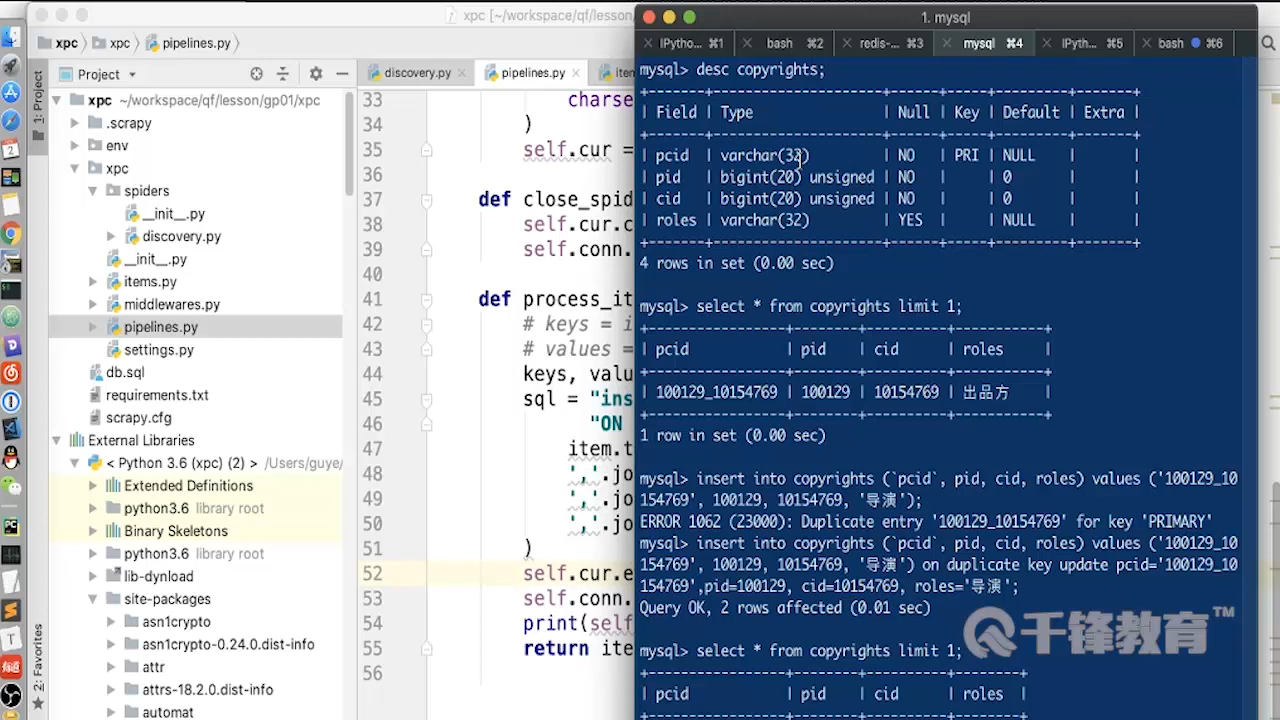 xpc [~/workspace/qf/lesson
1. mysql
xpc
xpc
pipelines.py
IPytho... ⌘1
bash ⌘2
redis-... ⌘3
mysql ⌘4
IPyth... ⌘5
bash ⌘6
Project
discovery.py
pipelines.py
iten
1: Project
2: Favorites
xpc ~/workspace/qf/lesson/gp01/xpc
.scrapy
env
xpc
spiders
__init__.py
discovery.py
__init__.py
items.py
middlewares.py
pipelines.py
settings.py
db.sql
requirements.txt
scrapy.cfg
External Libraries
< Python 3.6 (xpc) (2) > /Users/guye/
Extended Definitions
python3.6 library root
Binary Skeletons
python3.6 library root
lib-dynload
site-packages
asn1crypto
asn1crypto-0.24.0.dist-info
attr
attrs-18.2.0.dist-info
automat
33 charse
34 )
35 self.cur =
36
37 def close_spid
38 self.cur.c
39 self.conn.
40
41 def process_it
42 # keys = i
43 # values =
44 keys, valu
45 sql = "ins
46 "ON
47 item.t
48 ','.jo
49 ','.jo
50 ','.jo
51 )
52 self.cur.e
53 self.conn.
54 print(self
55 return ite
56
mysql> desc copyrights;
+-------+---------------------+------+-----+---------+-------+
| Field | Type | Null | Key | Default | Extra |
+-------+---------------------+------+-----+---------+-------+
| pcid | varchar(32) | NO | PRI | NULL | |
| pid | bigint(20) unsigned | NO | | 0 | |
| cid | bigint(20) unsigned | NO | | 0 | |
| roles | varchar(32) | YES | | NULL | |
+-------+---------------------+------+-----+---------+-------+
4 rows in set (0.00 sec)
mysql> select * from copyrights limit 1;
+-----------------+--------+----------+-----------+
| pcid | pid | cid | roles |
+-----------------+--------+----------+-----------+
| 100129_10154769 | 100129 | 10154769 | 出品方 |
+-----------------+--------+----------+-----------+
1 row in set (0.00 sec)
mysql> insert into copyrights (`pcid`, pid, cid, roles) values ('100129_10
154769', 100129, 10154769, '导演');
ERROR 1062 (23000): Duplicate entry '100129_10154769' for key 'PRIMARY'
mysql> insert into copyrights (`pcid`, pid, cid, roles) values ('100129_10
154769', 100129, 10154769, '导演') on duplicate key update pcid='100129_10
154769',pid=100129, cid=10154769, roles='导演';
Query OK, 2 rows affected (0.01 sec)
千锋教育™
mysql> select * from copyrights limit 1;
+-----------------+--------+----------+--------+
| pcid | pid | cid | roles |
+-----------------+--------+----------+--------+